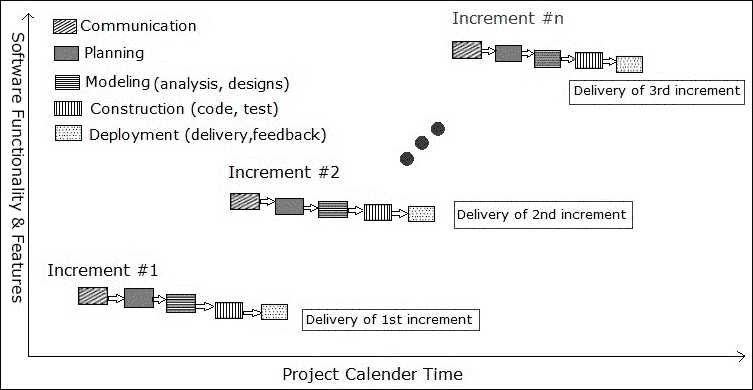 Increment #n
Communication
Planning
Modeling (analysis, designs)
Construction (code, test)
Deployment (delivery,feedback)
Delivery of 3rd increment
Increment #2
Delivery of 2nd increment
Increment #1
Delivery of 1st increment
Software Functionality & Features
Project Calender Time